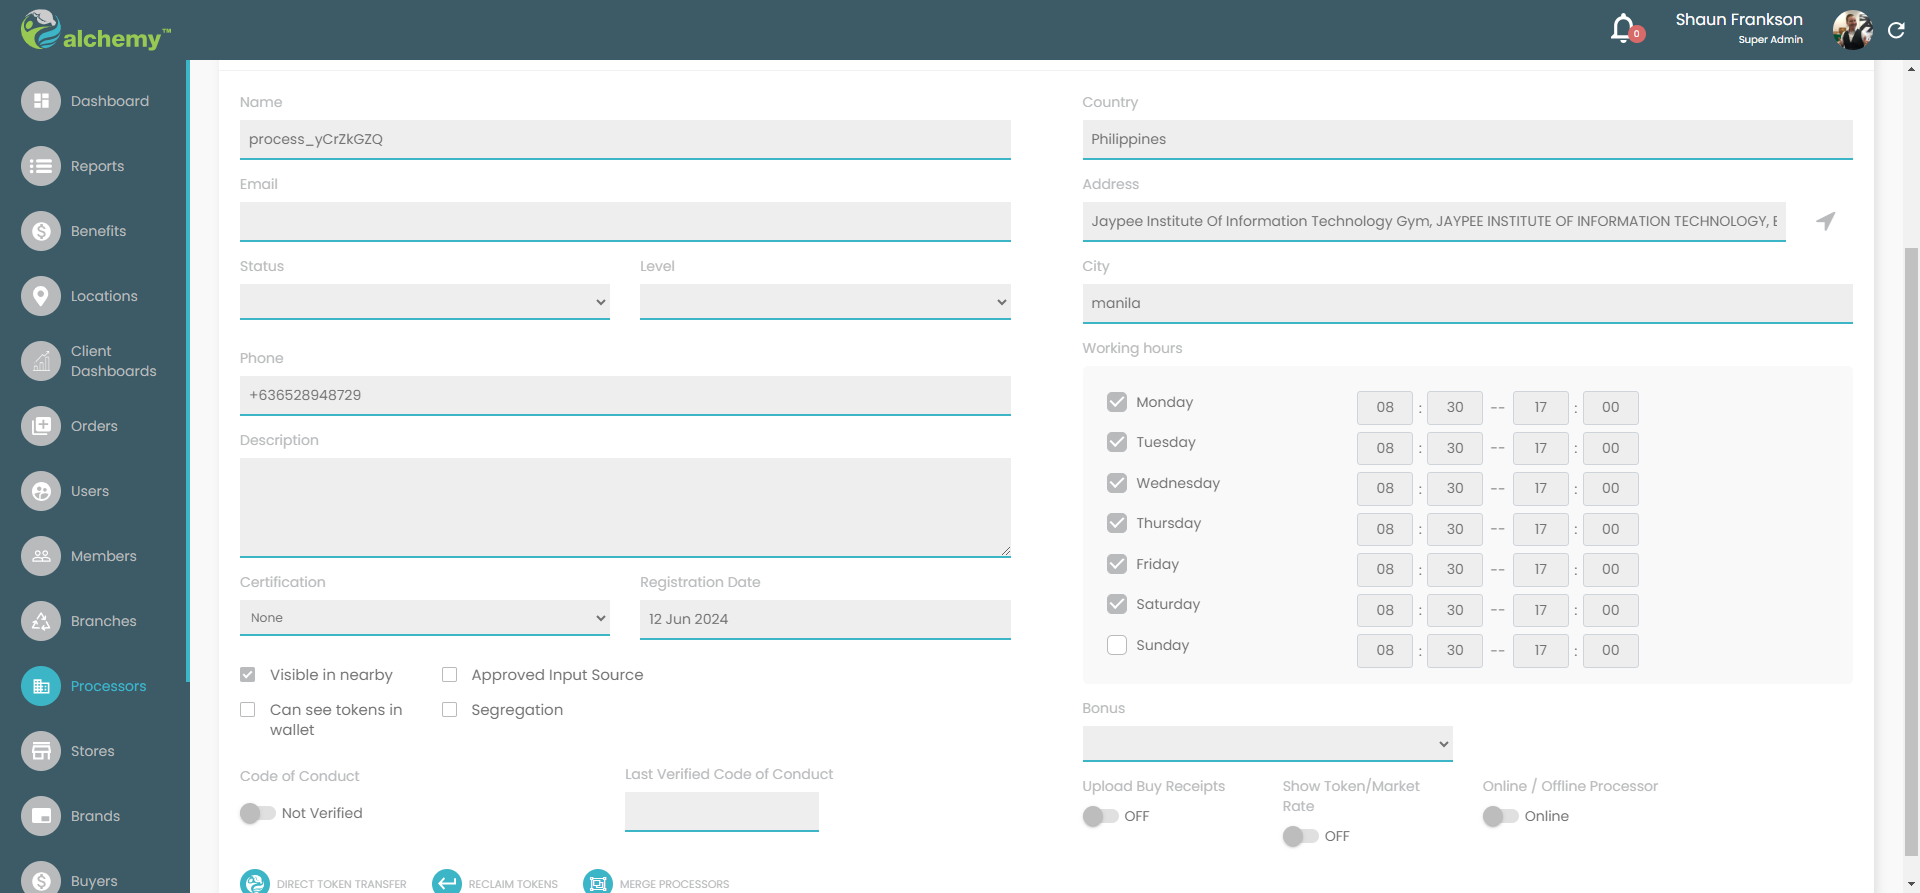 alchemy™
0
Shaun Frankson
Super Admin
Dashboard
Reports
Benefits
Locations
Client
Dashboards
Orders
Users
Members
Branches
Processors
Stores
Brands
Buyers
Name
process_yCrZkGZQ
Email
Status
Level
Phone
+636528948729
Description
Certification
None
Registration Date
12 Jun 2024
Visible in nearby
Approved Input Source
Can see tokens in
wallet
Segregation
Code of Conduct
Not Verified
Last Verified Code of Conduct
DIRECT TOKEN TRANSFER
RECLAIM TOKENS
MERGE PROCESSORS
Country
Philippines
Address
Jaypee Institute Of Information Technology Gym, JAYPEE INSTITUTE OF INFORMATION TECHNOLOGY,
City
manila
Working hours
Monday 08 : 30 -- 17 : 00
Tuesday 08 : 30 -- 17 : 00
Wednesday 08 : 30 -- 17 : 00
Thursday 08 : 30 -- 17 : 00
Friday 08 : 30 -- 17 : 00
Saturday 08 : 30 -- 17 : 00
Sunday 08 : 30 -- 17 : 00
Bonus
Upload Buy Receipts
OFF
Show Token/Market
Rate
OFF
Online / Offline Processor
Online